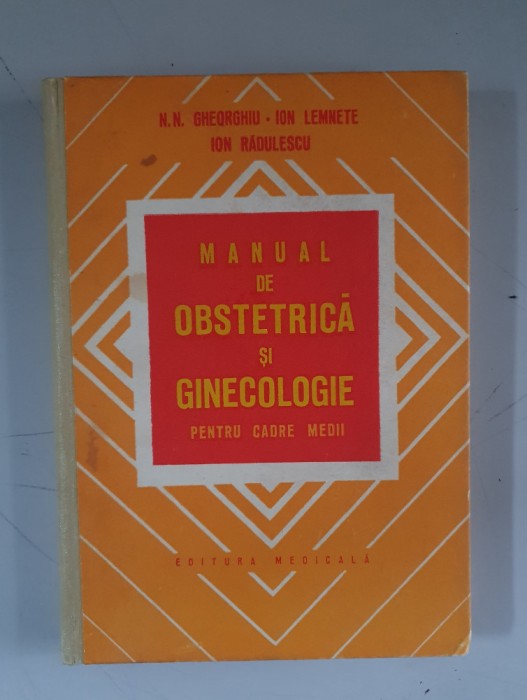 N.N. GHEORGHIU • ION LEMNETE
ION RĂDULESCU
MANUAL
DE
OBSTETRICĂ
ȘI
GINECOLOGIE
PENTRU CADRE MEDII
EDITURA MEDICALĂ